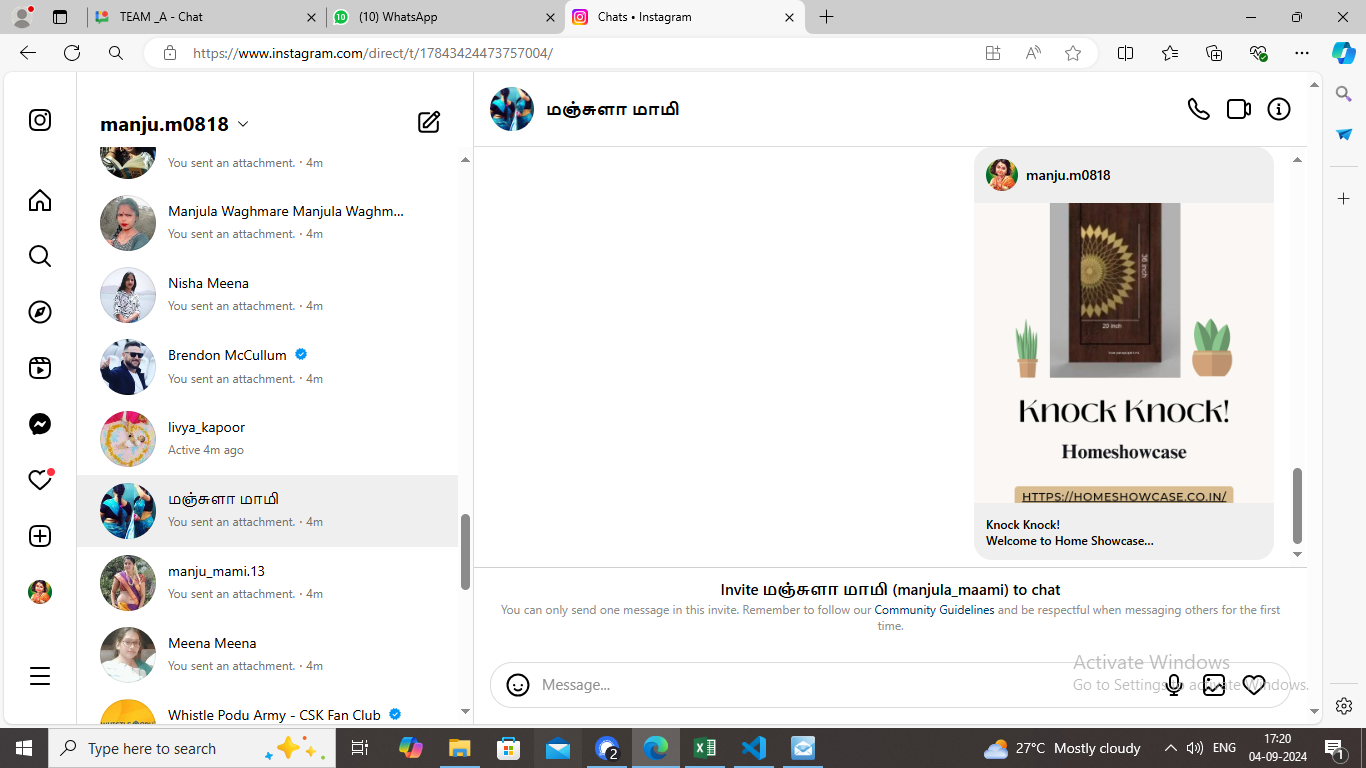 TEAM _A - Chat
(10) WhatsApp
Chats • Instagram
https://www.instagram.com/direct/t/17843424473757004/
manju.m0818
You sent an attachment. · 4m
Manjula Waghmare Manjula Waghm...
You sent an attachment. · 4m
Nisha Meena
You sent an attachment. · 4m
Brendon McCullum
You sent an attachment. · 4m
livya_kapoor
Active 4m ago
மஞ்சுளா மாமி
You sent an attachment. · 4m
manju_mami.13
You sent an attachment. · 4m
Meena Meena
You sent an attachment. · 4m
Whistle Podu Army - CSK Fan Club
மஞ்சுளா மாமி
manju.m0818
36 inch
20 inch
Knock Knock!
Homeshowcase
HTTPS://HOMESHOWCASE.CO.IN/
Knock Knock!
Welcome to Home Showcase...
Invite மஞ்சுளா மாமி (manjula_maami) to chat
You can only send one message in this invite. Remember to follow our Community Guidelines and be respectful when messaging others for the first
time.
Message...
Activate Windows
Go to Settings to activate Windows.
Type here to search
2
27°C Mostly cloudy
ENG
17:20
04-09-2024
1